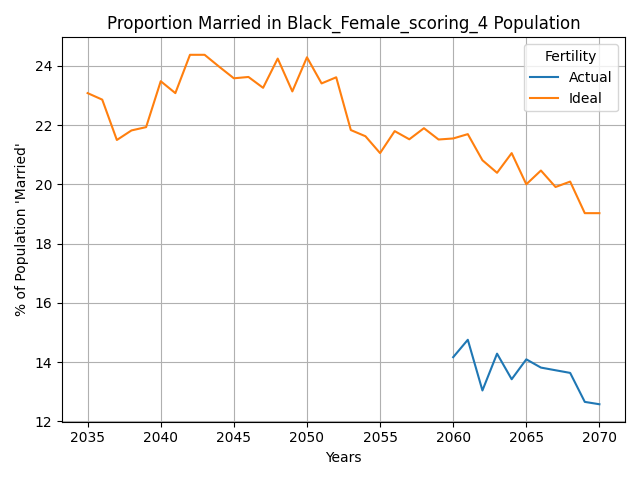 Proportion Married in Black_Female_scoring_4 Population
Fertility
Actual
Ideal
24
22
20
18
16
14
12
% of Population 'Married'
2035 2040 2045 2050 2055 2060 2065 2070
Years